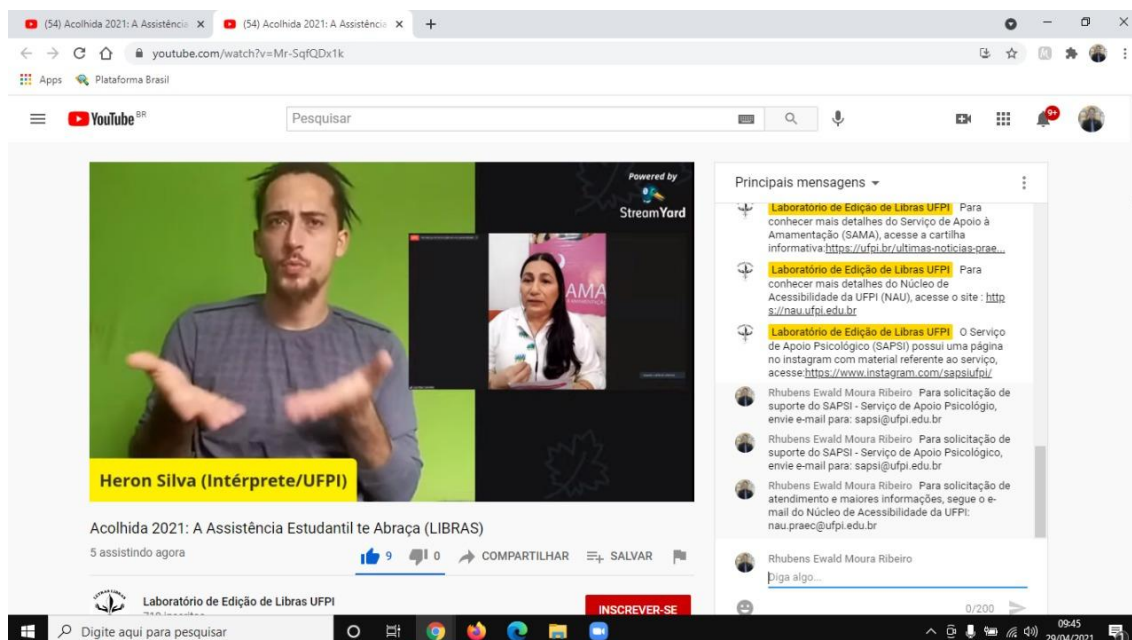 (54) Acolhida 2021: A Assistência
(54) Acolhida 2021: A Assistência
youtube.com/watch?v=Mr-SqfQDx1k
Apps
Plataforma Brasil
YouTube BR
Pesquisar
9+
Powered by
StreamYard
AMA
Heron Silva (Intérprete/UFPI)
Acolhida 2021: A Assistência Estudantil te Abraça (LIBRAS)
5 assistindo agora
9
0
COMPARTILHAR
SALVAR
Laboratório de Edição de Libras UFPI
INSCREVER-SE
Principais mensagens
Laboratório de Edição de Libras UFPI Para
conhecer mais detalhes do Serviço de Apoio à
Amamentação (SAMA), acesse a cartilha
informativa:https://ufpi.br/ultimas-noticias-prae...
Laboratório de Edição de Libras UFPI Para
conhecer mais detalhes do Núcleo de
Acessibilidade da UFPI (NAU), acesse o site : http
s://nau.ufpi.edu.br
Laboratório de Edição de Libras UFPI O Serviço
de Apoio Psicológico (SAPSI) possui uma página
no instagram com material referente ao serviço,
acesse:https://www.instagram.com/sapsiufpi/
Rhubens Ewald Moura Ribeiro Para solicitação de
suporte do SAPSI - Serviço de Apoio Psicológio,
envie e-mail para: sapsi@ufpi.edu.br
Rhubens Ewald Moura Ribeiro Para solicitação de
suporte do SAPSI - Serviço de Apoio Psicológico,
envie e-mail para: sapsi@ufpi.edu.br
Rhubens Ewald Moura Ribeiro Para solicitação de
atendimento e maiores informações, segue o e-
mail do Núcleo de Acessibilidade da UFPI:
nau.praec@ufpi.edu.br
Rhubens Ewald Moura Ribeiro
Diga algo...
0/200
Digite aqui para pesquisar
09:45
29/04/2021